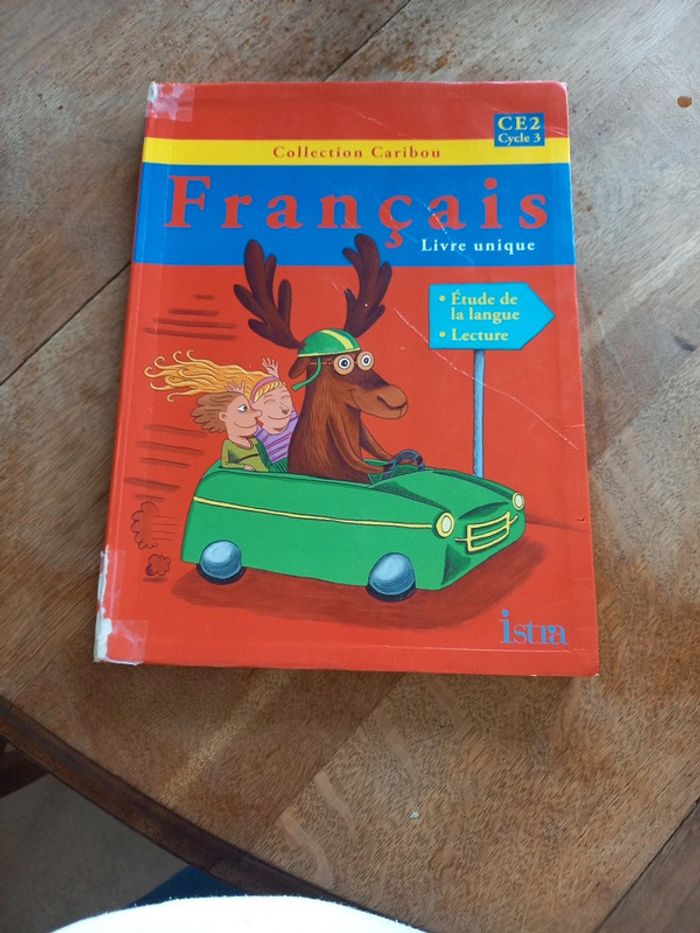 CE2
Cycle 3
Collection Caribou
Français
Livre unique
• Étude de
la langue
• Lecture
istra